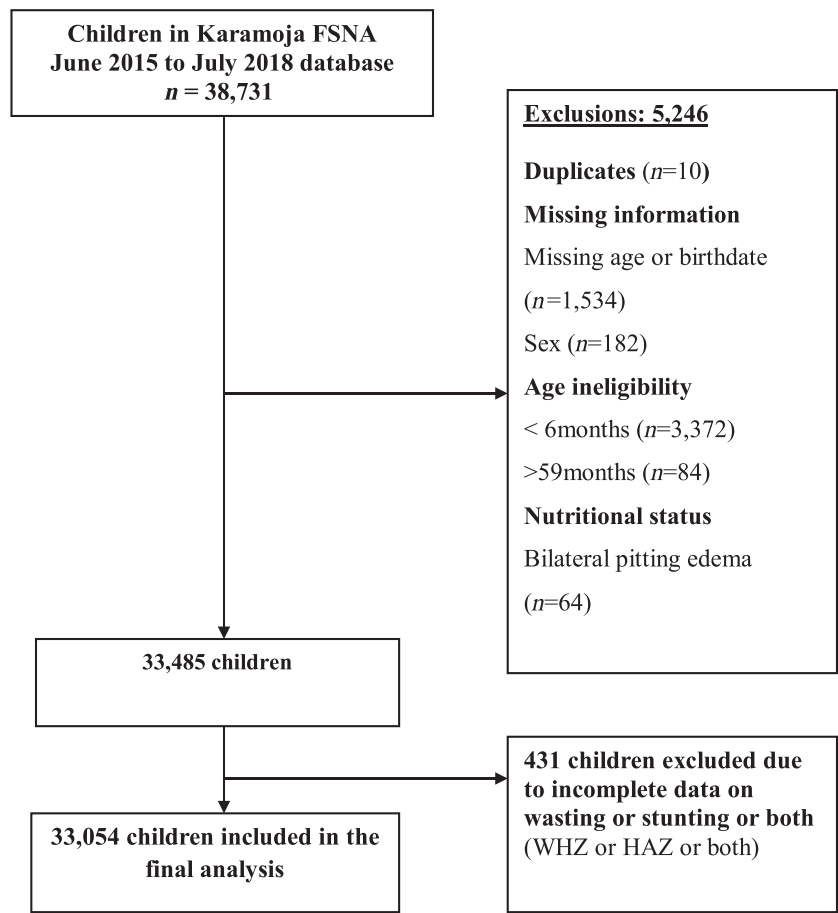 Children in Karamoja FSNA
June 2015 to July 2018 database
n = 38,731
Exclusions: 5,246
Duplicates (n=10)
Missing information
Missing age or birthdate
(n=1,534)
Sex (n=182)
Age ineligibility
< 6months (n=3,372)
>59months (n=84)
Nutritional status
Bilateral pitting edema
(n=64)
33,485 children
431 children excluded due
to incomplete data on
wasting or stunting or both
(WHZ or HAZ or both)
33,054 children included in the
final analysis